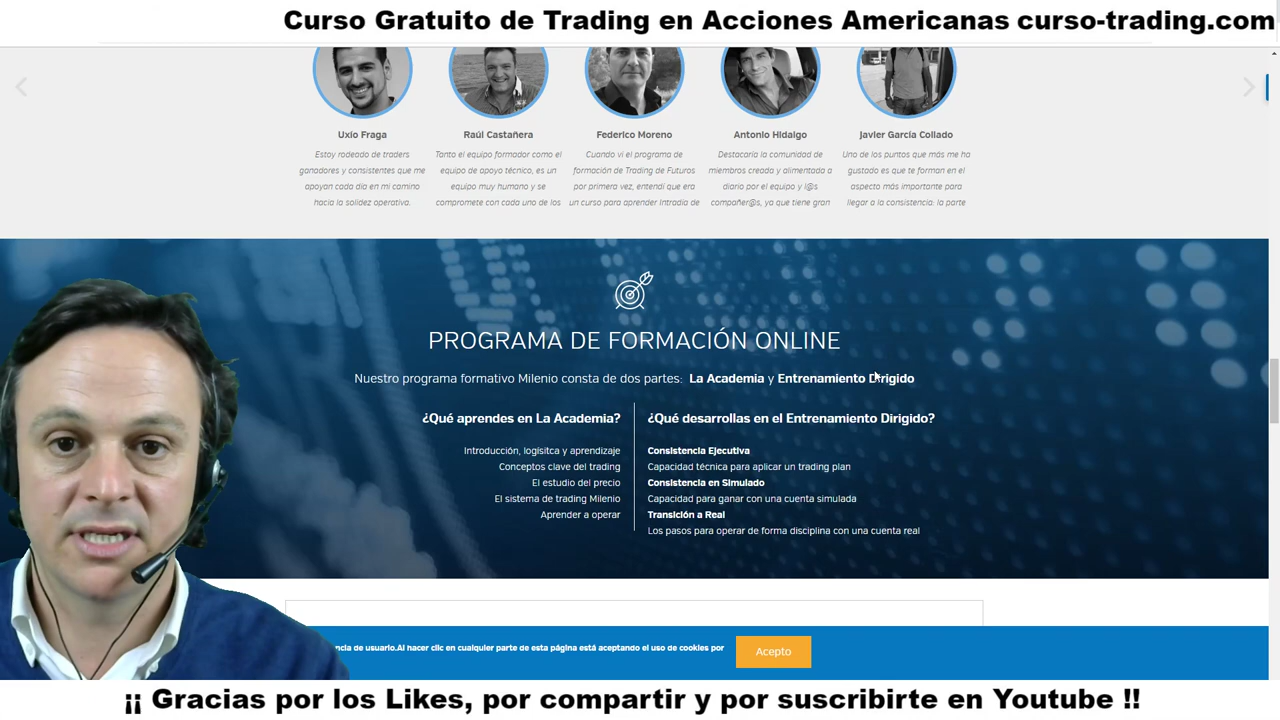 Curso Gratuito de Trading en Acciones Americanas curso-trading.com
Uxío Fraga
Estoy rodeado de traders
ganadores y consistentes que me
apoyan cada día en mi camino
hacia la solidez operativa.
Raúl Castañera
Tanto el equipo formador como el
equipo de apoyo técnico, es un
equipo muy humano y se
compromete con cada uno de los
Federico Moreno
Cuando vi el programa de
formación de Trading de Futuros
por primera vez, entendí que era
un curso para aprender Intradía de
Antonio Hidalgo
Destacaría la comunidad de
miembros creada y alimentada a
diario por el equipo y l@s
compañer@s, ya que tiene gran
Javier García Collado
Uno de los puntos que más me ha
gustado es que te forman en el
aspecto más importante para
llegar a la consistencia: la parte
PROGRAMA DE FORMACIÓN ONLINE
Nuestro programa formativo Milenio consta de dos partes: La Academia y Entrenamiento Dirigido
¿Qué aprendes en La Academia?
Introducción, logísitca y aprendizaje
Conceptos clave del trading
El estudio del precio
El sistema de trading Milenio
Aprender a operar
¿Qué desarrollas en el Entrenamiento Dirigido?
Consistencia Ejecutiva
Capacidad técnica para aplicar un trading plan
Consistencia en Simulado
Capacidad para ganar con una cuenta simulada
Transición a Real
Los pasos para operar de forma disciplina con una cuenta real
de usuario.Al hacer clic en cualquier parte de esta página está aceptando el uso de cookies por
Acepto
¡¡ Gracias por los Likes, por compartir y por suscribirte en Youtube !!